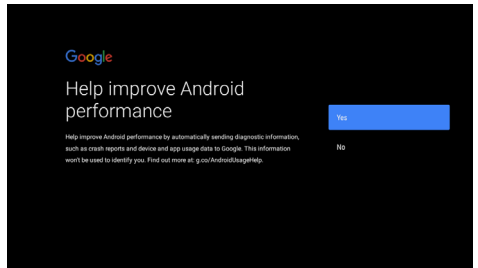 Google
Help improve Android
performance
Help improve Android performance by automatically sending diagnostic information,
such as crash reports and device and app usage data to Google. This information
won't be used to identify you. Find out more at: g.co/AndroidUsageHelp.
Yes
No